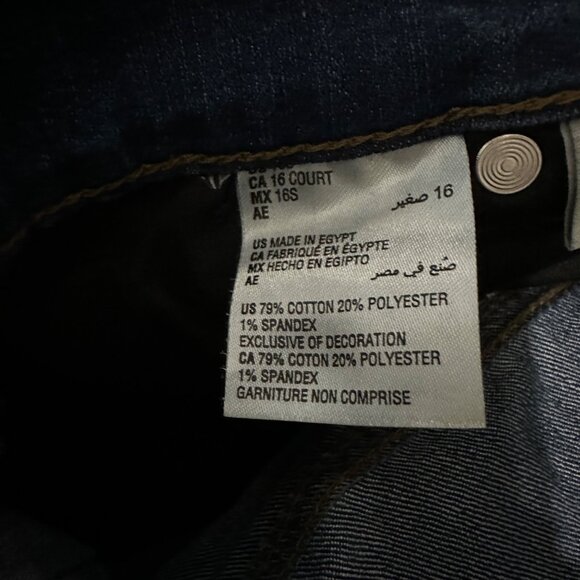 CA 16 COURT
MX 16S
AE
16 صغير
US MADE IN EGYPT
CA FABRIQUÉ EN ÉGYPTE
MX HECHO EN EGIPTO
AE
صُنع في مصر
US 79% COTTON 20% POLYESTER
1% SPANDEX
EXCLUSIVE OF DECORATION
CA 79% COTON 20% POLYESTER
1% SPANDEX
GARNITURE NON COMPRISE